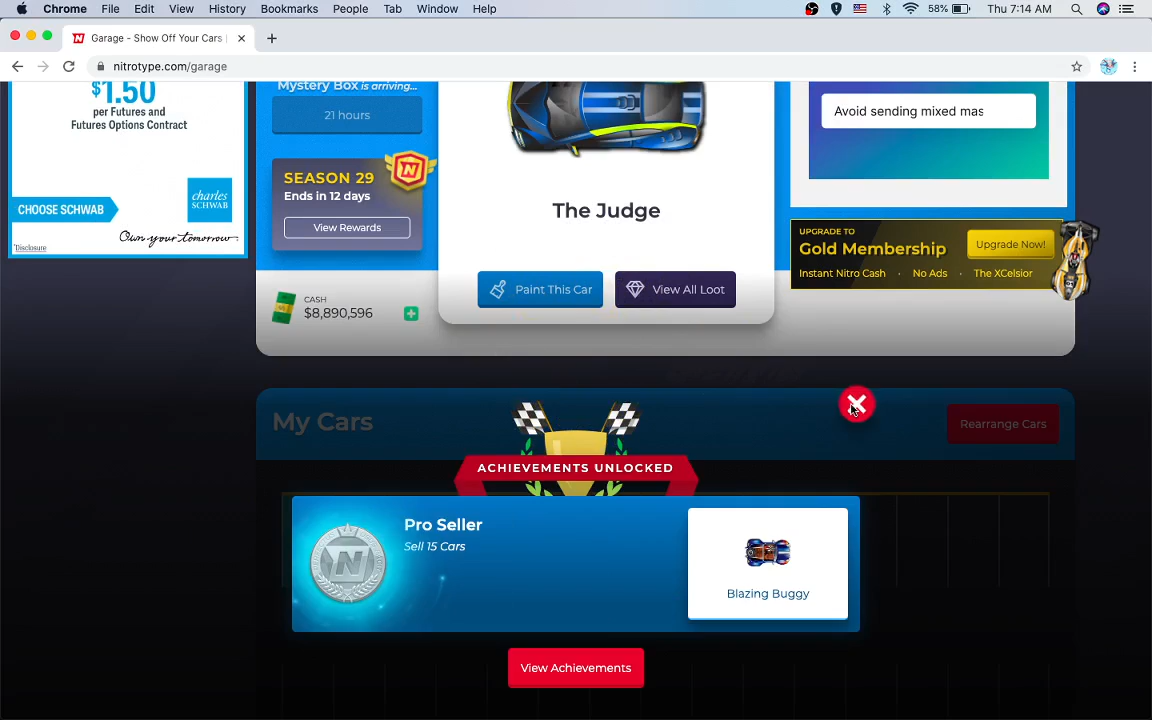 Chrome File Edit View History Bookmarks People Tab Window Help 58% Thu 7:14 AM
Garage - Show Off Your Cars
nitrotype.com/garage
$1.50
per Futures and
Futures Options Contract
CHOOSE SCHWAB
charles
SCHWAB
Own your tomorrow.
Disclosure
Mystery Box is arriving...
21 hours
SEASON 29
Ends in 12 days
View Rewards
CASH
$8,890,596
The Judge
Paint This Car
View All Loot
Avoid sending mixed mas
UPGRADE TO
Gold Membership
Upgrade Now!
Instant Nitro Cash · No Ads · The XCelsior
My Cars
Rearrange Cars
ACHIEVEMENTS UNLOCKED
Pro Seller
Sell 15 Cars
N
Blazing Buggy
View Achievements